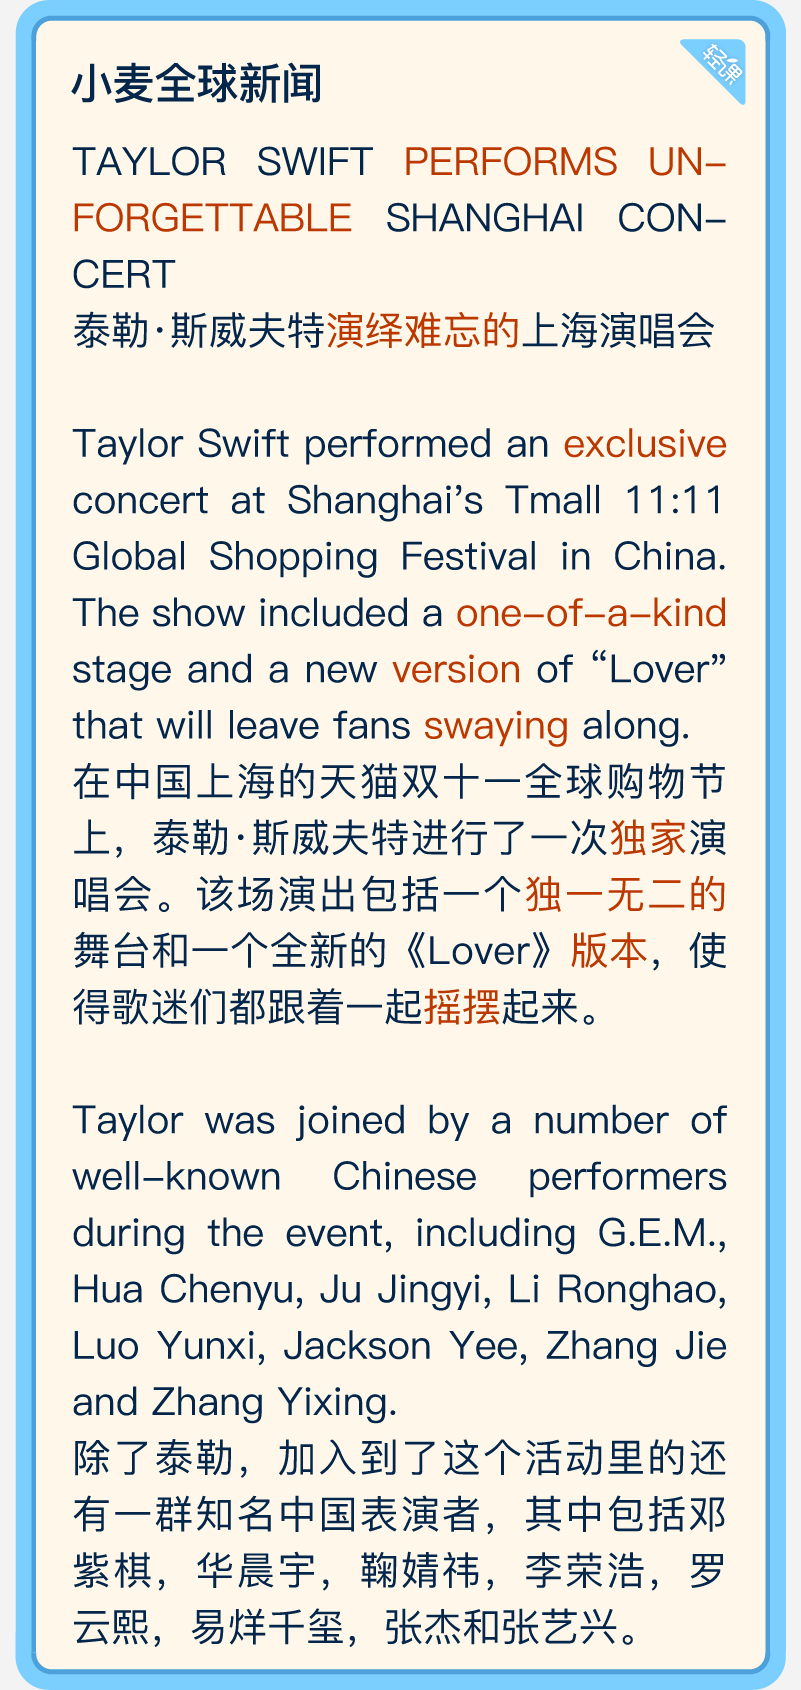 小麦全球新闻
轻课
TAYLOR SWIFT PERFORMS UN-
FORGETTABLE SHANGHAI CON-
CERT
泰勒·斯威夫特演绎难忘的上海演唱会
Taylor Swift performed an exclusive
concert at Shanghai's Tmall 11:11
Global Shopping Festival in China.
The show included a one-of-a-kind
stage and a new version of “Lover”
that will leave fans swaying along.
在中国上海的天猫双十一全球购物节
上，泰勒·斯威夫特进行了一次独家演
唱会。该场演出包括一个独一无二的
舞台和一个全新的《Lover》版本，使
得歌迷们都跟着一起摇摆起来。
Taylor was joined by a number of
well-known Chinese performers
during the event, including G.E.M.,
Hua Chenyu, Ju Jingyi, Li Ronghao,
Luo Yunxi, Jackson Yee, Zhang Jie
and Zhang Yixing.
除了泰勒，加入到了这个活动里的还
有一群知名中国表演者，其中包括邓
紫棋，华晨宇，鞠婧祎，李荣浩，罗
云熙，易烊千玺，张杰和张艺兴。